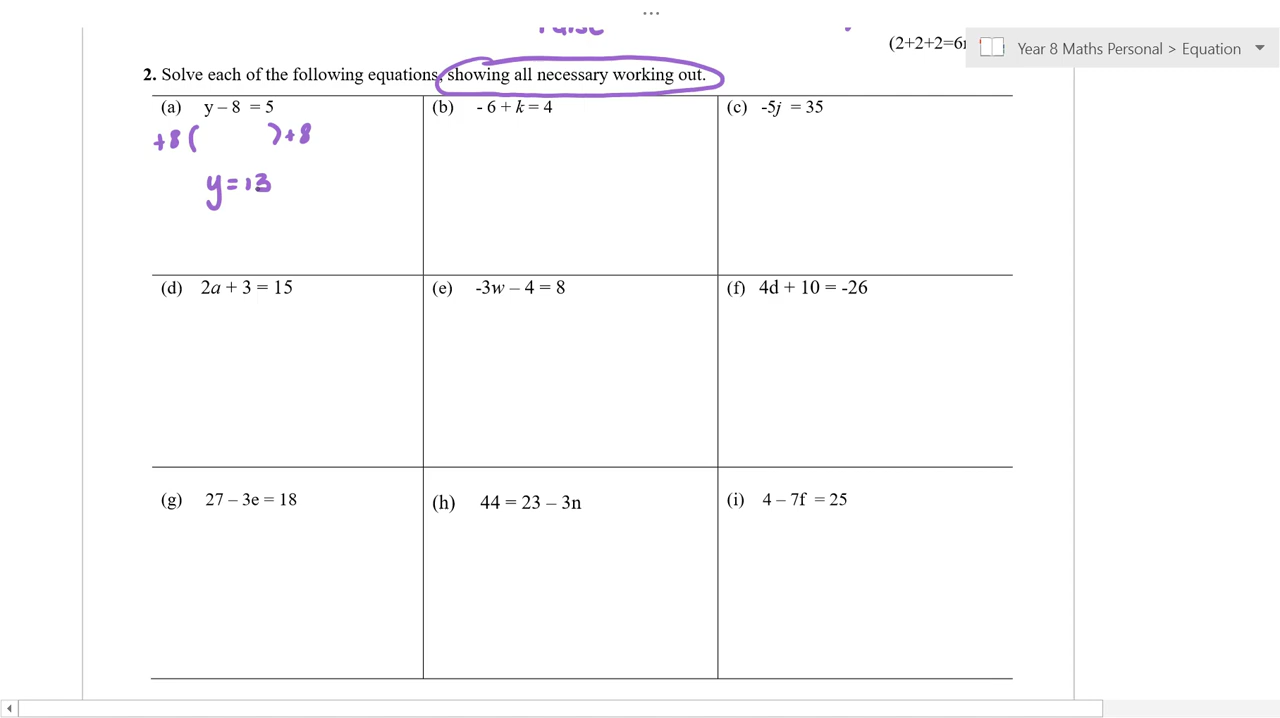 ...
(2+2+2=6
Year 8 Maths Personal > Equation
2. Solve each of the following equations, showing all necessary working out.
(a) y – 8 = 5
+8 ( ) +8
y = 13
(b) - 6 + k = 4
(c) -5j = 35
(d) 2a + 3 = 15
(e) -3w – 4 = 8
(f) 4d + 10 = -26
(g) 27 – 3e = 18
(h) 44 = 23 – 3n
(i) 4 – 7f = 25